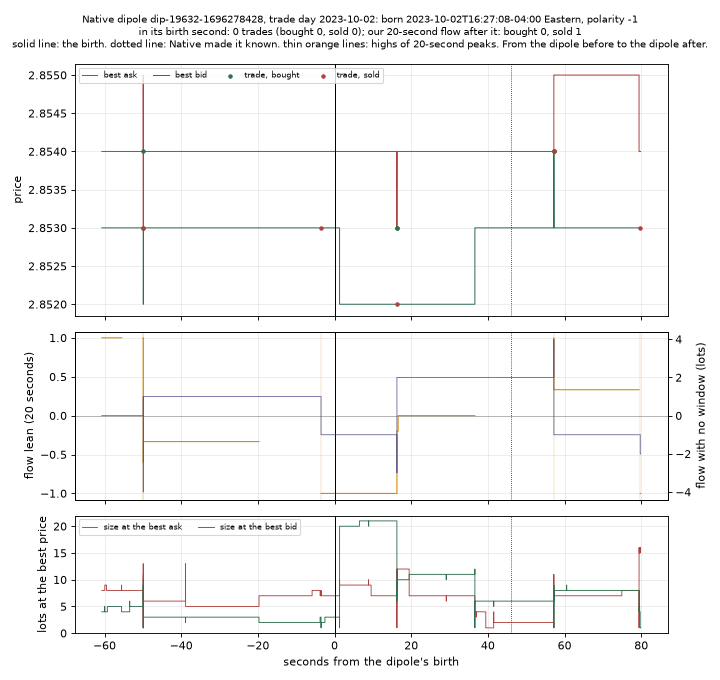 Native dipole dip-19632-1696278428, trade day 2023-10-02: born 2023-10-02T16:27:08-04:00 Eastern, polarity -1
in its birth second: 0 trades (bought 0, sold 0); our 20-second flow after it: bought 0, sold 1
solid line: the birth. dotted line: Native made it known. thin orange lines: highs of 20-second peaks. From the dipole before to the dipole after.
best ask best bid trade, bought trade, sold
2.8550
2.8545
2.8540
2.8535
2.8530
2.8525
2.8520
price
1.0
0.5
0.0
−0.5
−1.0
flow lean (20 seconds)
4
2
0
−2
−4
flow with no window (lots)
size at the best ask size at the best bid
20
15
10
5
0
lots at the best price
−60 −40 −20 0 20 40 60 80
seconds from the dipole's birth